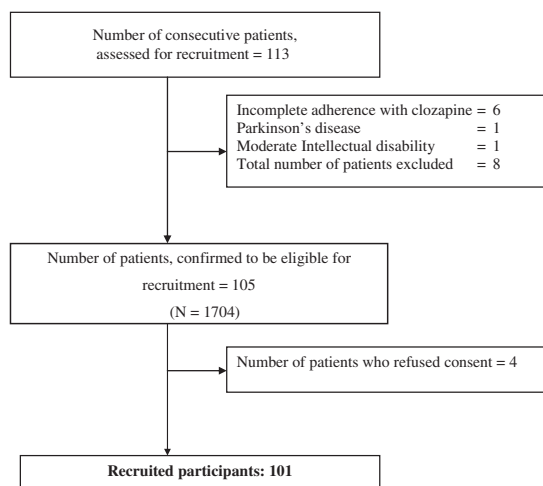 Number of consecutive patients,
assessed for recruitment = 113
Incomplete adherence with clozapine = 6
Parkinson's disease = 1
Moderate Intellectual disability = 1
Total number of patients excluded = 8
Number of patients, confirmed to be eligible for
recruitment = 105
(N = 1704)
Number of patients who refused consent = 4
Recruited participants: 101